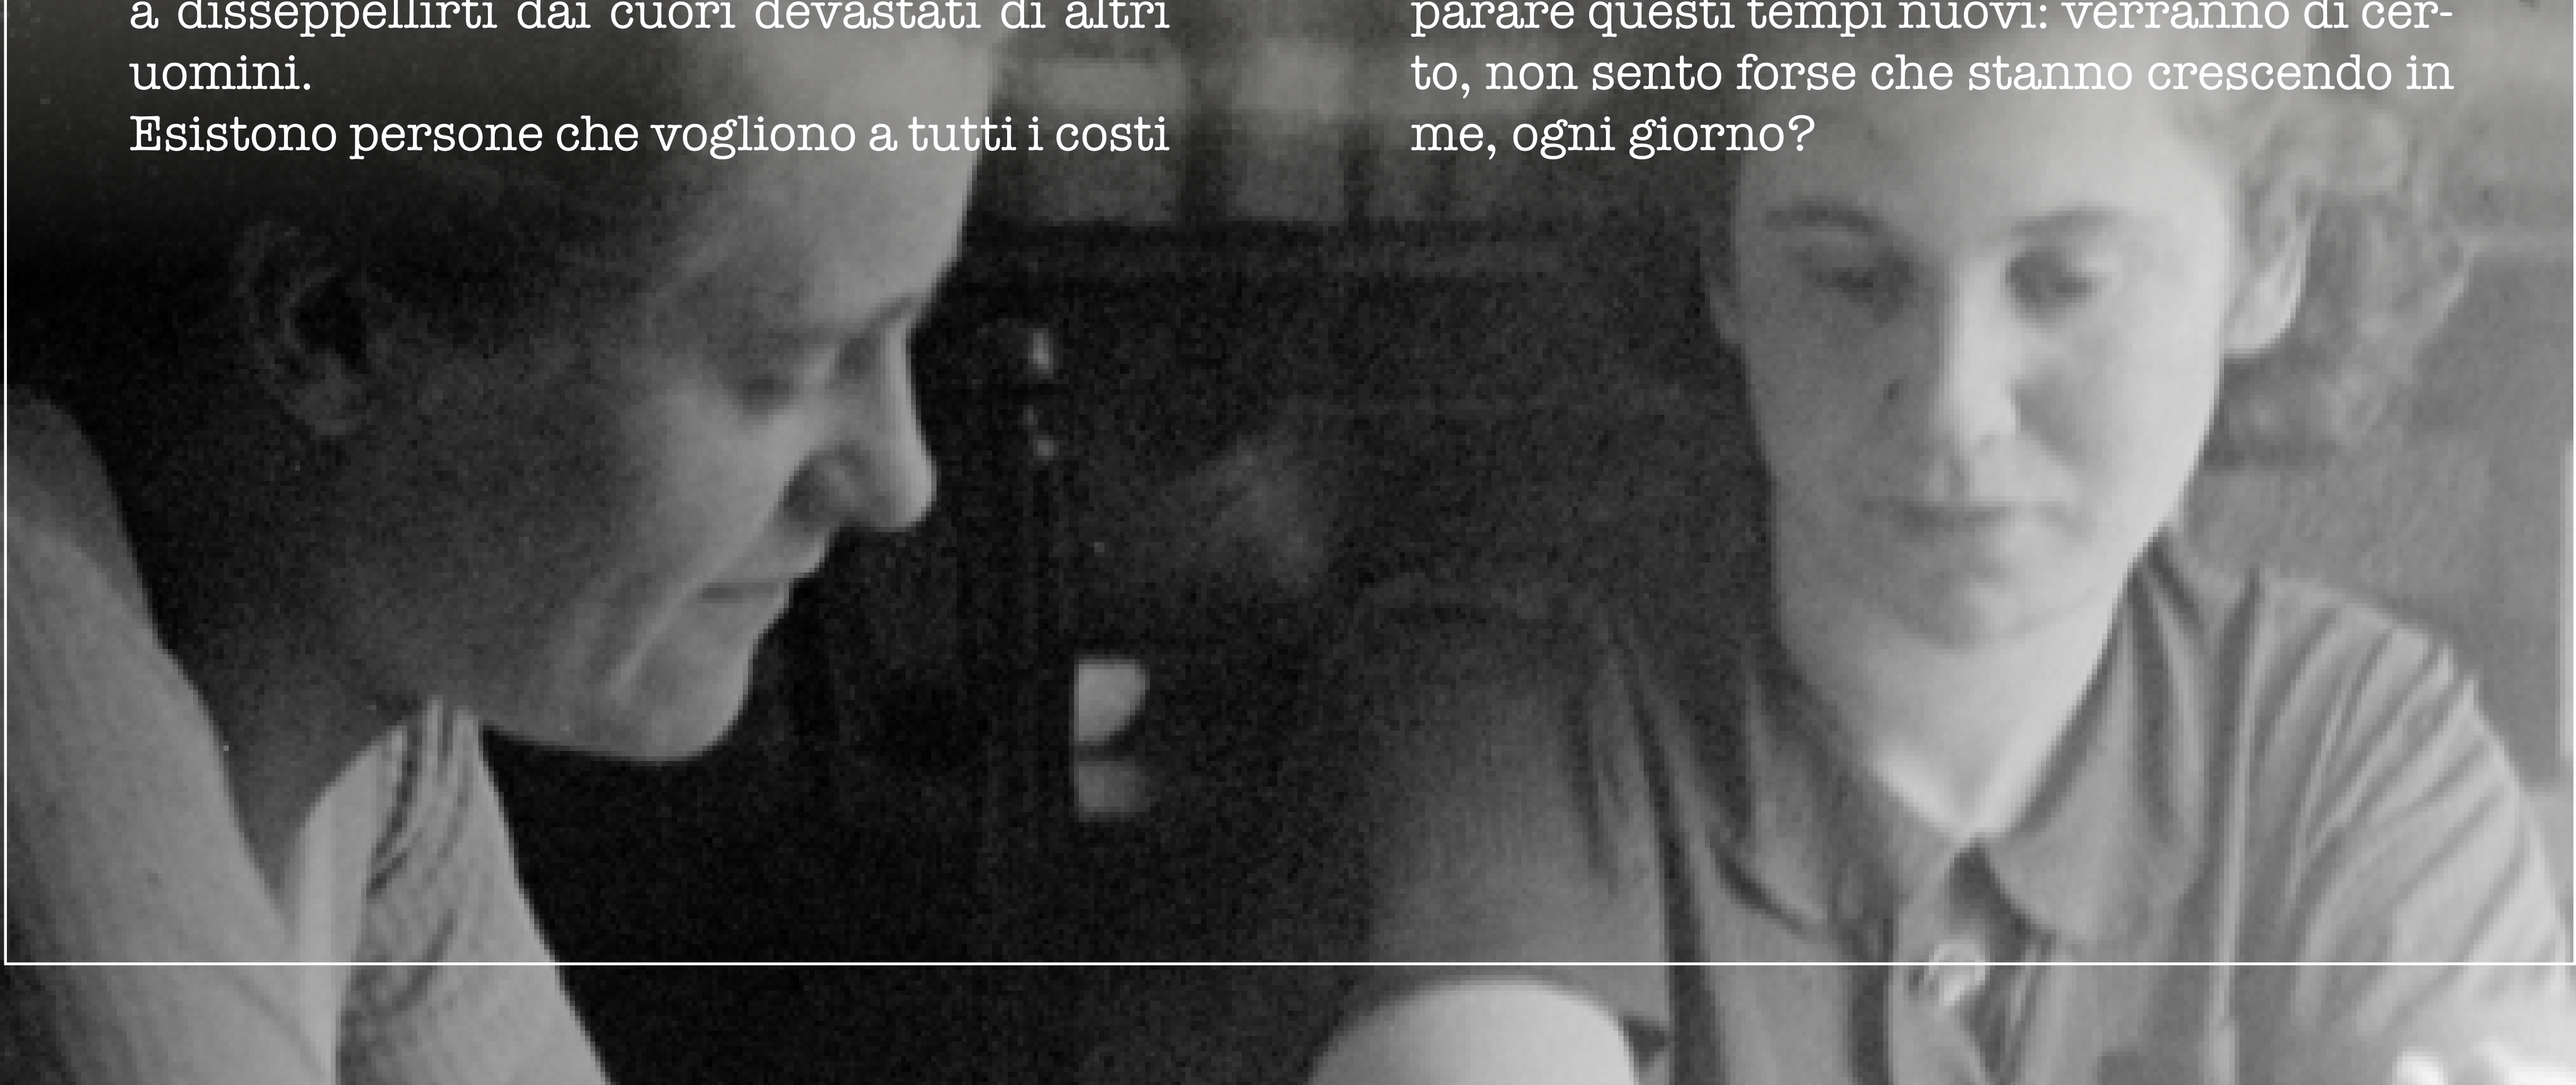 a disseppellirti dai cuori devastati di altri
uomini.
Esistono persone che vogliono a tutti i costi
parare questi tempi nuovi: verranno di cer-
to, non sento forse che stanno crescendo in
me, ogni giorno?